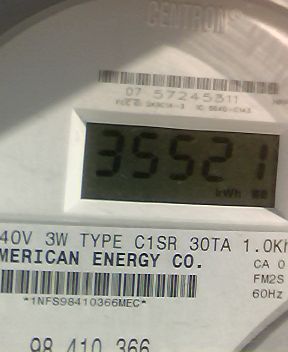 CENTRON
07 57245811
35521
kWh
40V 3W TYPE C1SR 30TA 1.0Kh
MERICAN ENERGY CO.
CA 0
FM2S
60Hz
*1NFS98410366MEC*
98 410 366